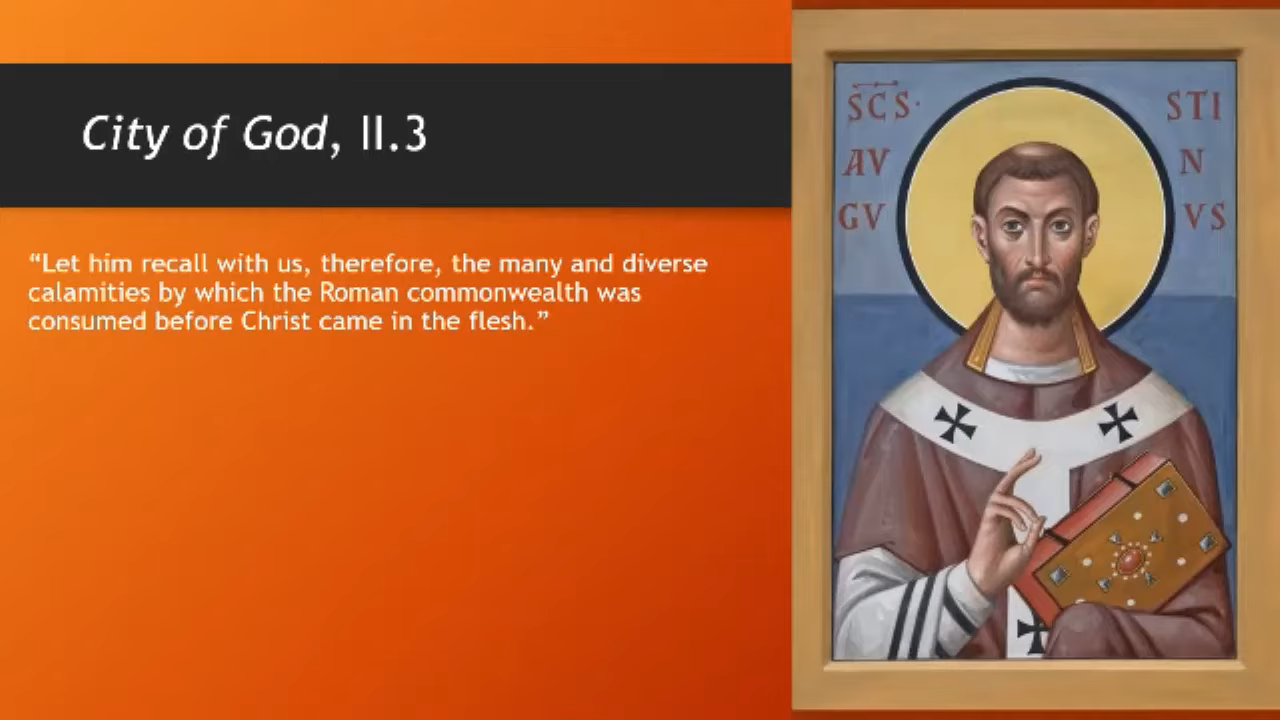 City of God, II.3
“Let him recall with us, therefore, the many and diverse
calamities by which the Roman commonwealth was
consumed before Christ came in the flesh.”
SCS·
AV
GV
STI
N
VS